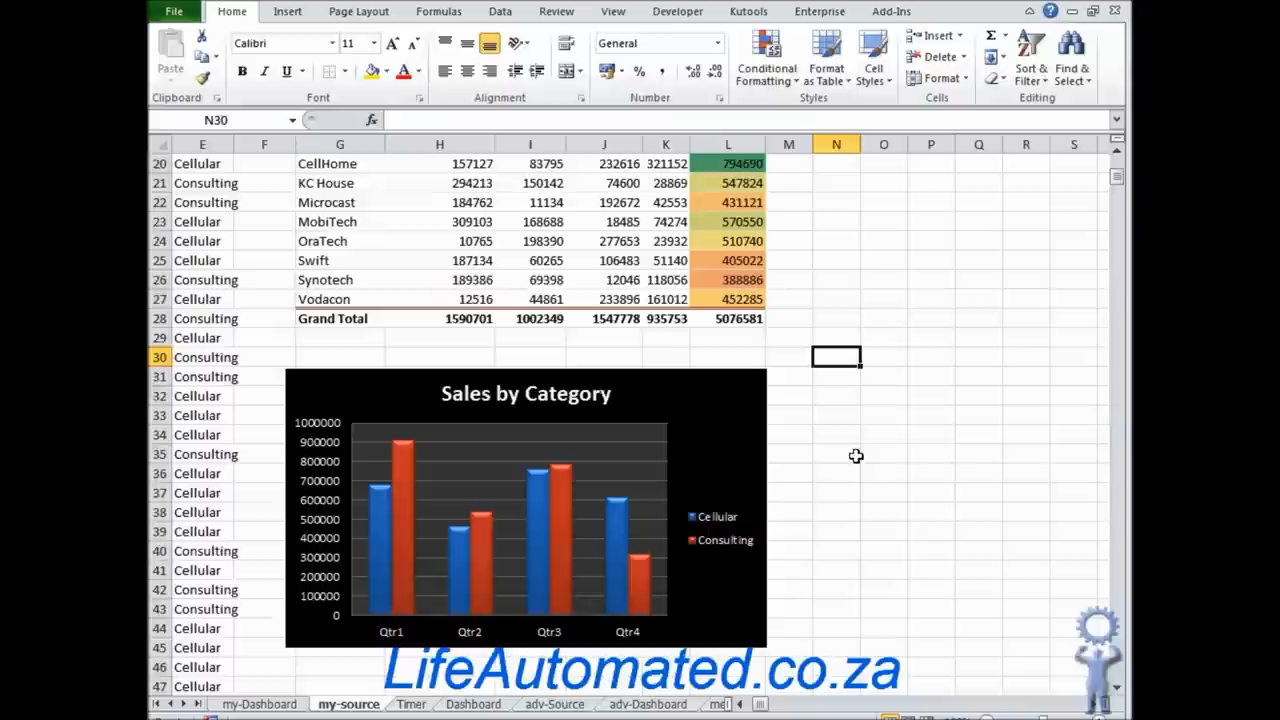 File Home Insert Page Layout Formulas Data Review View Developer Kutools Enterprise Add-Ins
Calibri 11 General Insert
Paste B I U % , Conditional Formatting Format as Table Cell Styles Delete Format Sort & Filter Find & Select
Clipboard Font Alignment Number Styles Cells Editing
N30 fx
E F G H I J K L M N O P Q R S
20 Cellular CellHome 157127 83795 232616 321152 794690
21 Consulting KC House 294213 150142 74600 28869 547824
22 Consulting Microcast 184762 11134 192672 42553 431121
23 Cellular MobiTech 309103 168688 18485 74274 570550
24 Cellular OraTech 10765 198390 277653 23932 510740
25 Cellular Swift 187134 60265 106483 51140 405022
26 Consulting Synotech 189386 69398 12046 118056 388886
27 Cellular Vodacon 12516 44861 233896 161012 452285
28 Consulting Grand Total 1590701 1002349 1547778 935753 5076581
29 Cellular
30 Consulting
31 Consulting
32 Cellular
33 Cellular
34 Cellular
35 Consulting
36 Cellular
37 Cellular
38 Cellular
39 Cellular
40 Consulting
41 Cellular
42 Consulting
43 Consulting
44 Cellular
45 Cellular
46 Cellular
47 Cellular
Sales by Category
1000000
900000
800000
700000
600000
500000
400000
300000
200000
100000
0
Qtr1 Qtr2 Qtr3 Qtr4
Cellular
Consulting
LifeAutomated.co.za
my-Dashboard my-source Timer Dashboard adv-Source adv-Dashboard